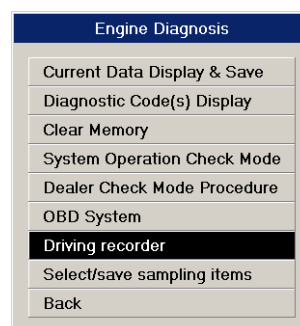 Engine Diagnosis
Current Data Display & Save
Diagnostic Code(s) Display
Clear Memory
System Operation Check Mode
Dealer Check Mode Procedure
OBD System
Driving recorder
Select/save sampling items
Back